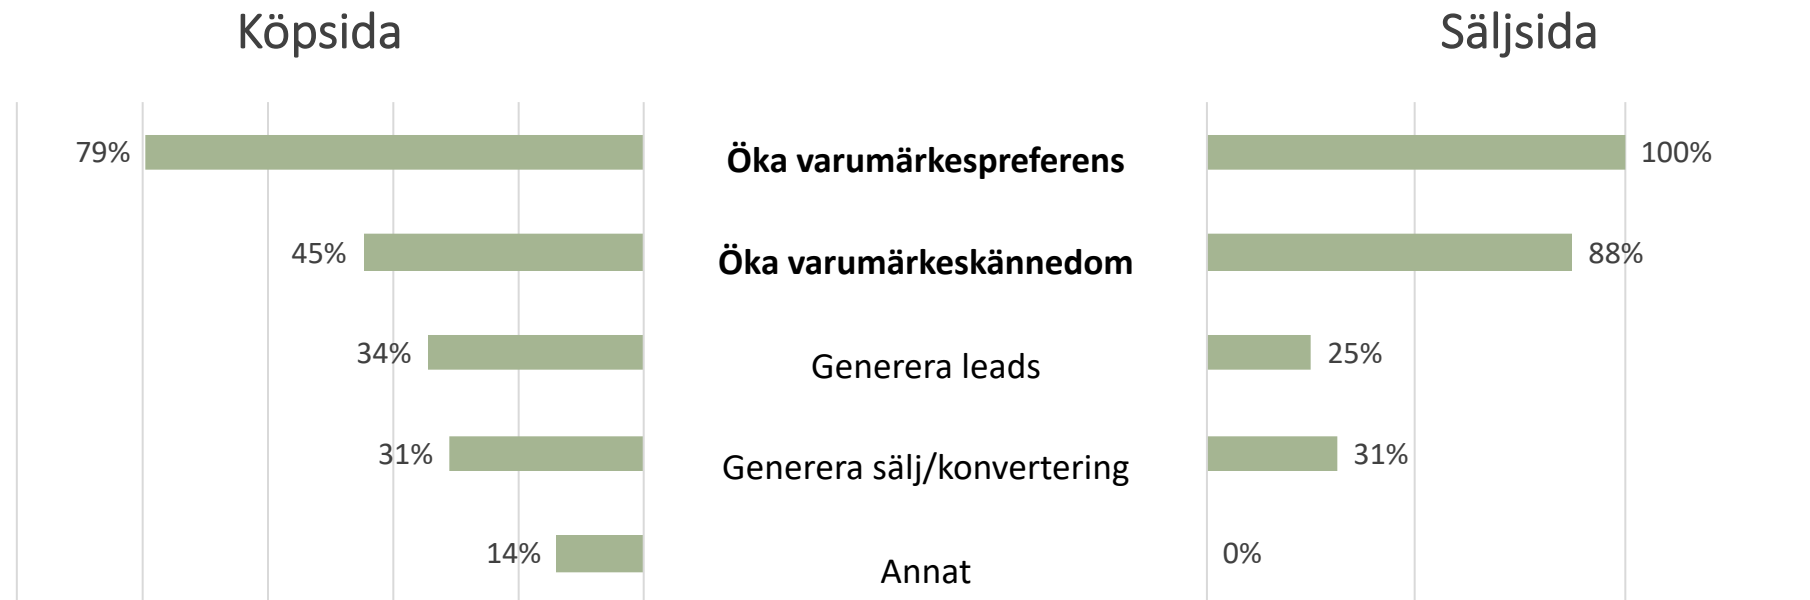 Köpsida
Säljsida
79%
Öka varumärkespreferens
100%
45%
Öka varumärkeskännedom
88%
34%
Generera leads
25%
31%
Generera sälj/konvertering
31%
14%
Annat
0%